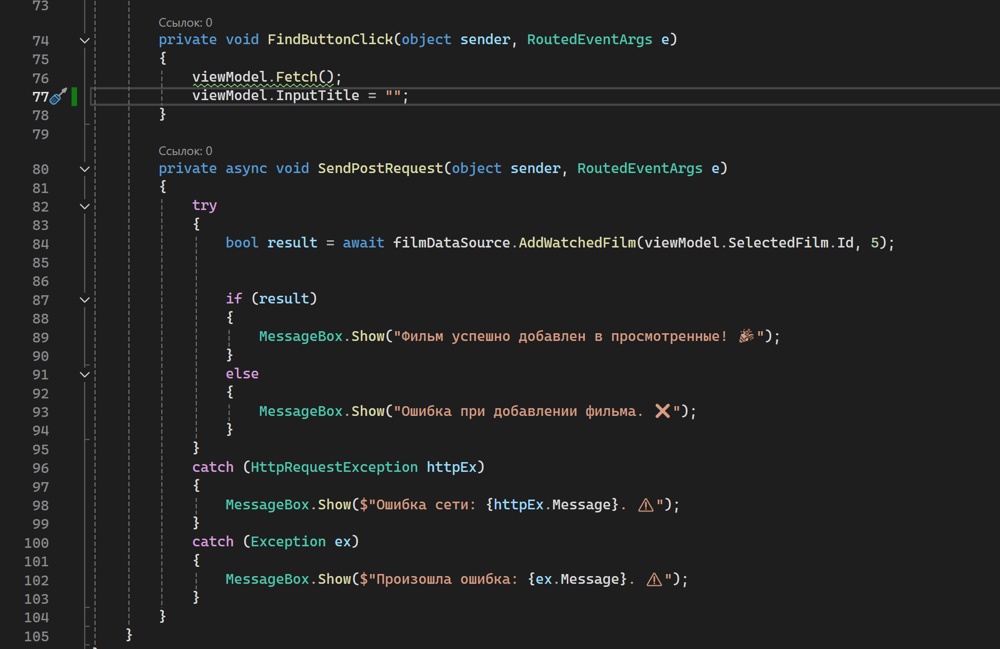 73
Ссылок: 0
74 private void FindButtonClick(object sender, RoutedEventArgs e)
75 {
76 viewModel.Fetch();
77 viewModel.InputTitle = "";
78 }
79
Ссылок: 0
80 private async void SendPostRequest(object sender, RoutedEventArgs e)
81 {
82 try
83 {
84 bool result = await filmDataSource.AddWatchedFilm(viewModel.SelectedFilm.Id, 5);
85
86
87 if (result)
88 {
89 MessageBox.Show("Фильм успешно добавлен в просмотренные! 🎉");
90 }
91 else
92 {
93 MessageBox.Show("Ошибка при добавлении фильма. ❌");
94 }
95 }
96 catch (HttpRequestException httpEx)
97 {
98 MessageBox.Show($"Ошибка сети: {httpEx.Message}. ⚠");
99 }
100 catch (Exception ex)
101 {
102 MessageBox.Show($"Произошла ошибка: {ex.Message}. ⚠");
103 }
104 }
105 }